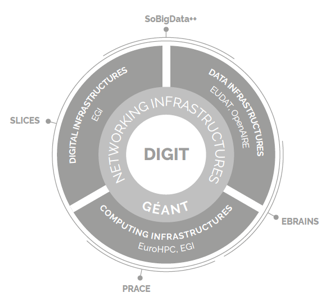 SoBigData++
DIGITAL INFRASTRUCTURES
EGI
DATA INFRASTRUCTURES
EUDAT, OpenAIRE
NETWORKING INFRASTRUCTURES
SLICES
DIGIT
GÉANT
COMPUTING INFRASTRUCTURES
EuroHPC, EGI
EBRAINS
PRACE